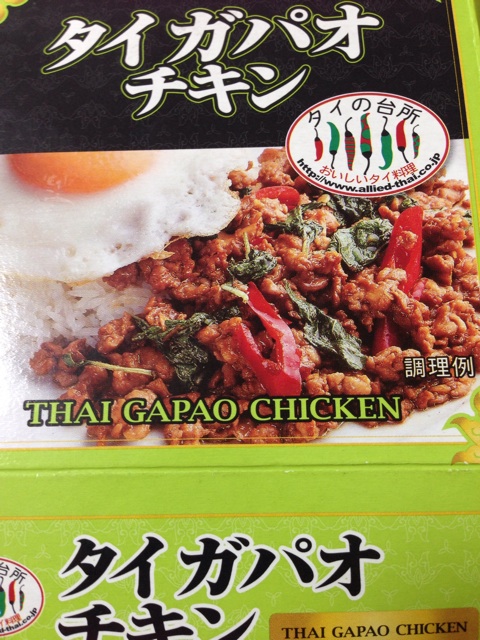 タイガパオ
チキン
タイの台所
おいしいタイ料理
http://www.allied-thai.co.jp
調理例
THAI GAPAO CHICKEN
台所
タイガパオ
チキン
THAI GAPAO CHICKEN